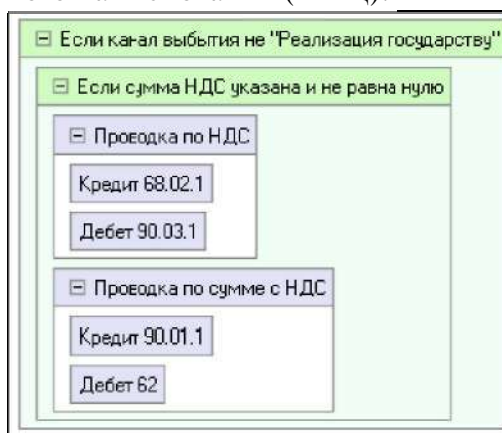 Если канал выбытия не "Реализация государству"
Если сумма НДС указана и не равна нулю
Проводка по НДС
Кредит 68.02.1
Дебет 90.03.1
Проводка по сумме с НДС
Кредит 90.01.1
Дебет 62